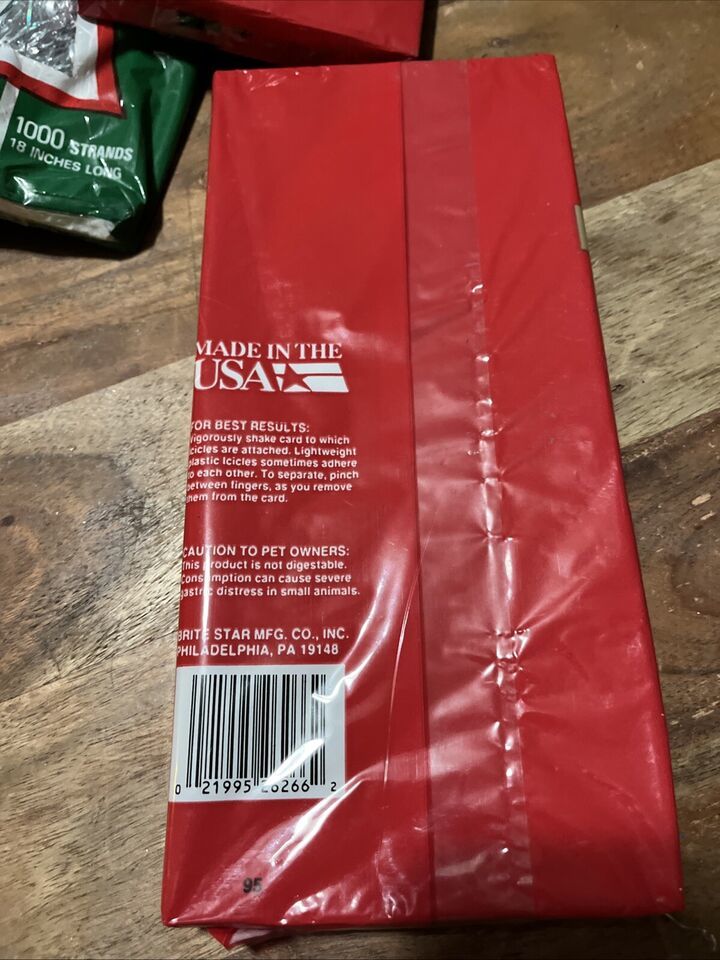 1000 STRANDS
18 INCHES LONG
MADE IN THE
USA
FOR BEST RESULTS:
Vigorously shake card to which
icicles are attached. Lightweight
plastic Icicles sometimes adhere
to each other. To separate, pinch
between fingers, as you remove
them from the card.
CAUTION TO PET OWNERS:
This product is not digestable.
Consumption can cause severe
gastric distress in small animals.
BRITE STAR MFG. CO., INC.
PHILADELPHIA, PA 19148
0 21995 26266 2
95